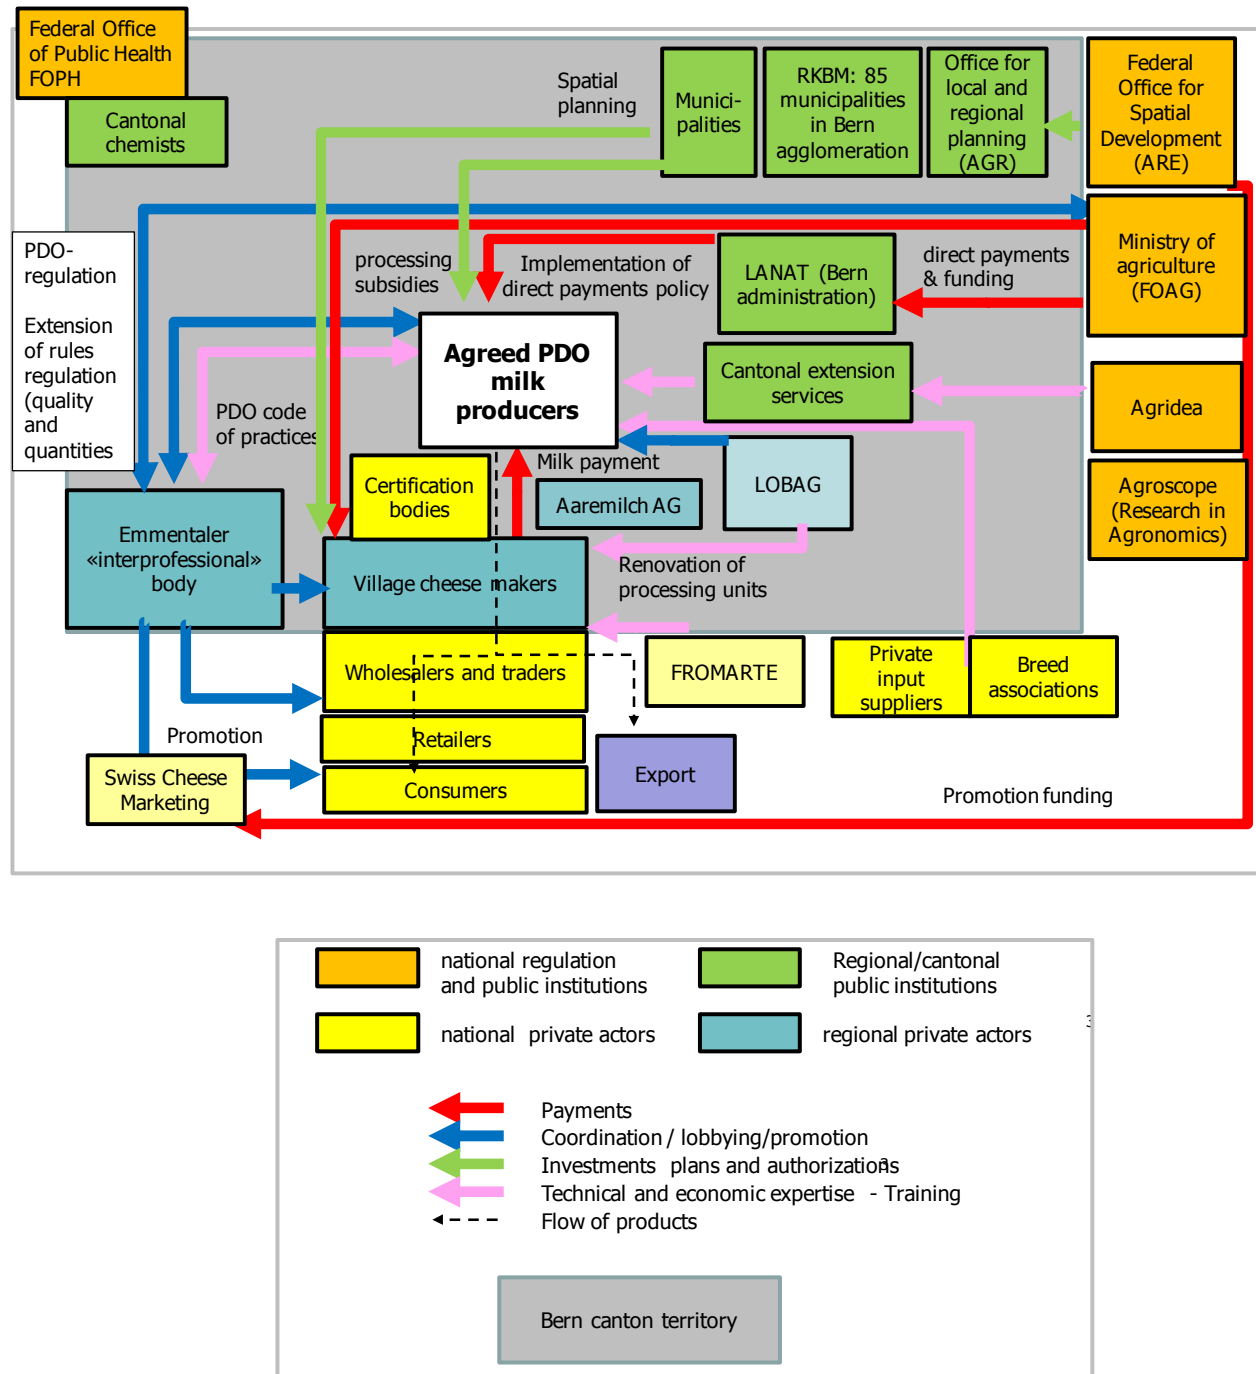 Federal Office
of Public Health
FOPH
Cantonal
chemists
Spatial
planning
Munici-
palities
RKBM: 85
municipalities
in Bern
agglomeration
Office for
local and
regional
planning
(AGR)
Federal
Office for
Spatial
Development
(ARE)
PDO-
regulation
Extension
of rules
regulation
(quality
and
quantities
processing
subsidies
Implementation of
direct payments policy
LANAT (Bern
administration)
direct payments
& funding
Ministry of
agriculture
(FOAG)
Agreed PDO
milk
producers
Cantonal extension
services
Agridea
PDO code
of practices
Milk payment
Certification
bodies
Aaremilch AG
LOBAG
Agroscope
(Research in
Agronomics)
Emmentaler
«interprofessional»
body
Village cheese makers
Renovation of
processing units
Wholesalers and traders
FROMARTE
Private
input
suppliers
Breed
associations
Promotion
Retailers
Swiss Cheese
Marketing
Consumers
Export
Promotion funding
national regulation
and public institutions
Regional/cantonal
public institutions
national private actors
regional private actors
3
Payments
Coordination / lobbying/promotion
Investments plans and authorizations
3
Technical and economic expertise - Training
Flow of products
Bern canton territory